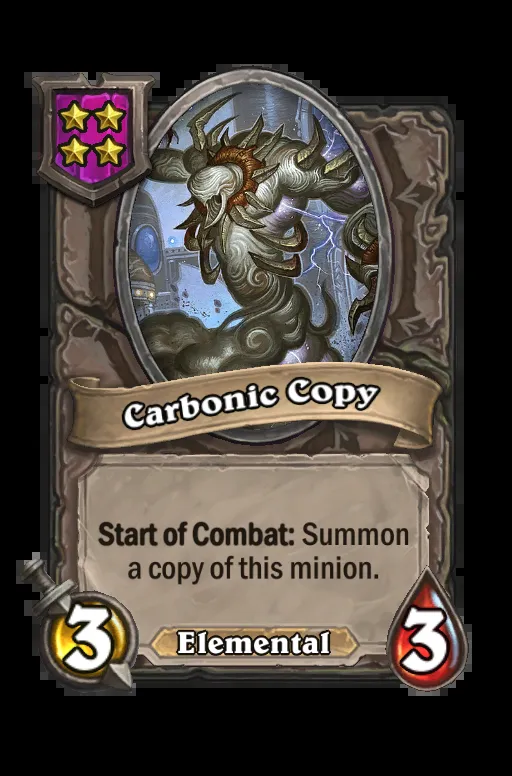 Carbonic Copy
Start of Combat: Summon
a copy of this minion.
3
Elemental
3